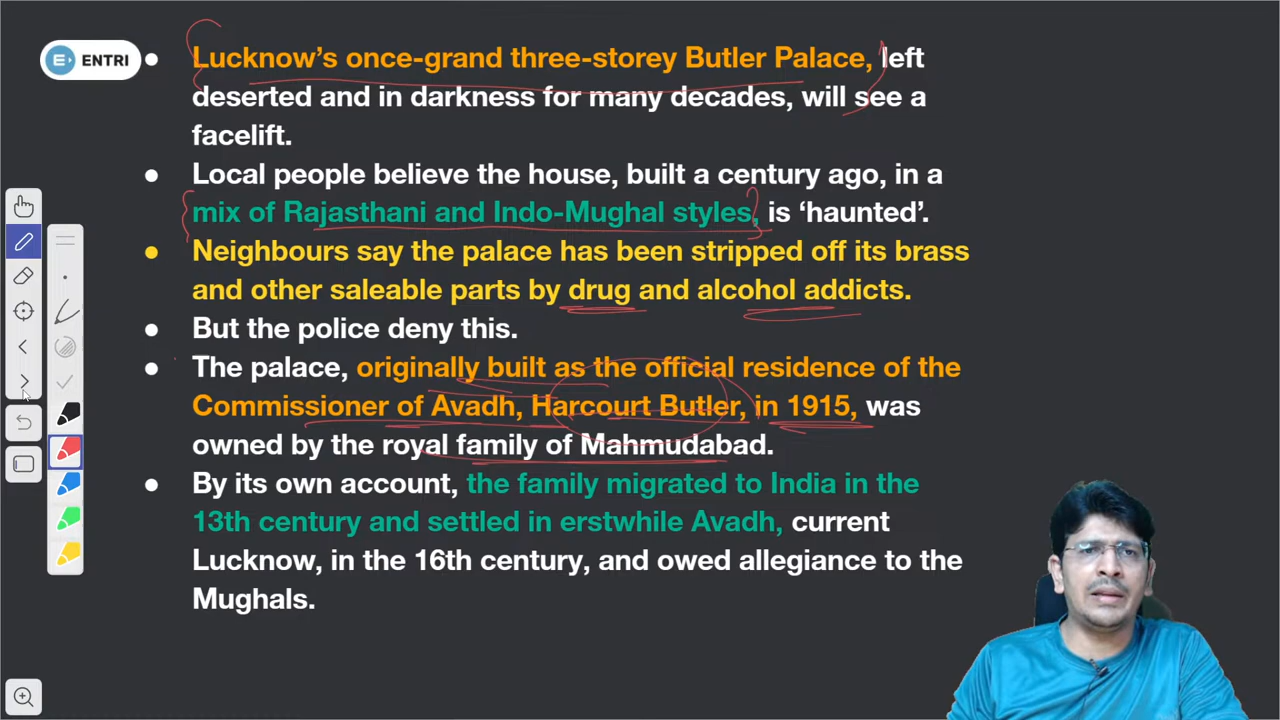 ENTRI
• Lucknow’s once-grand three-storey Butler Palace, left
deserted and in darkness for many decades, will see a
facelift.
• Local people believe the house, built a century ago, in a
mix of Rajasthani and Indo-Mughal styles, is ‘haunted’.
• Neighbours say the palace has been stripped off its brass
and other saleable parts by drug and alcohol addicts.
• But the police deny this.
• The palace, originally built as the official residence of the
Commissioner of Avadh, Harcourt Butler, in 1915, was
owned by the royal family of Mahmudabad.
• By its own account, the family migrated to India in the
13th century and settled in erstwhile Avadh, current
Lucknow, in the 16th century, and owed allegiance to the
Mughals.